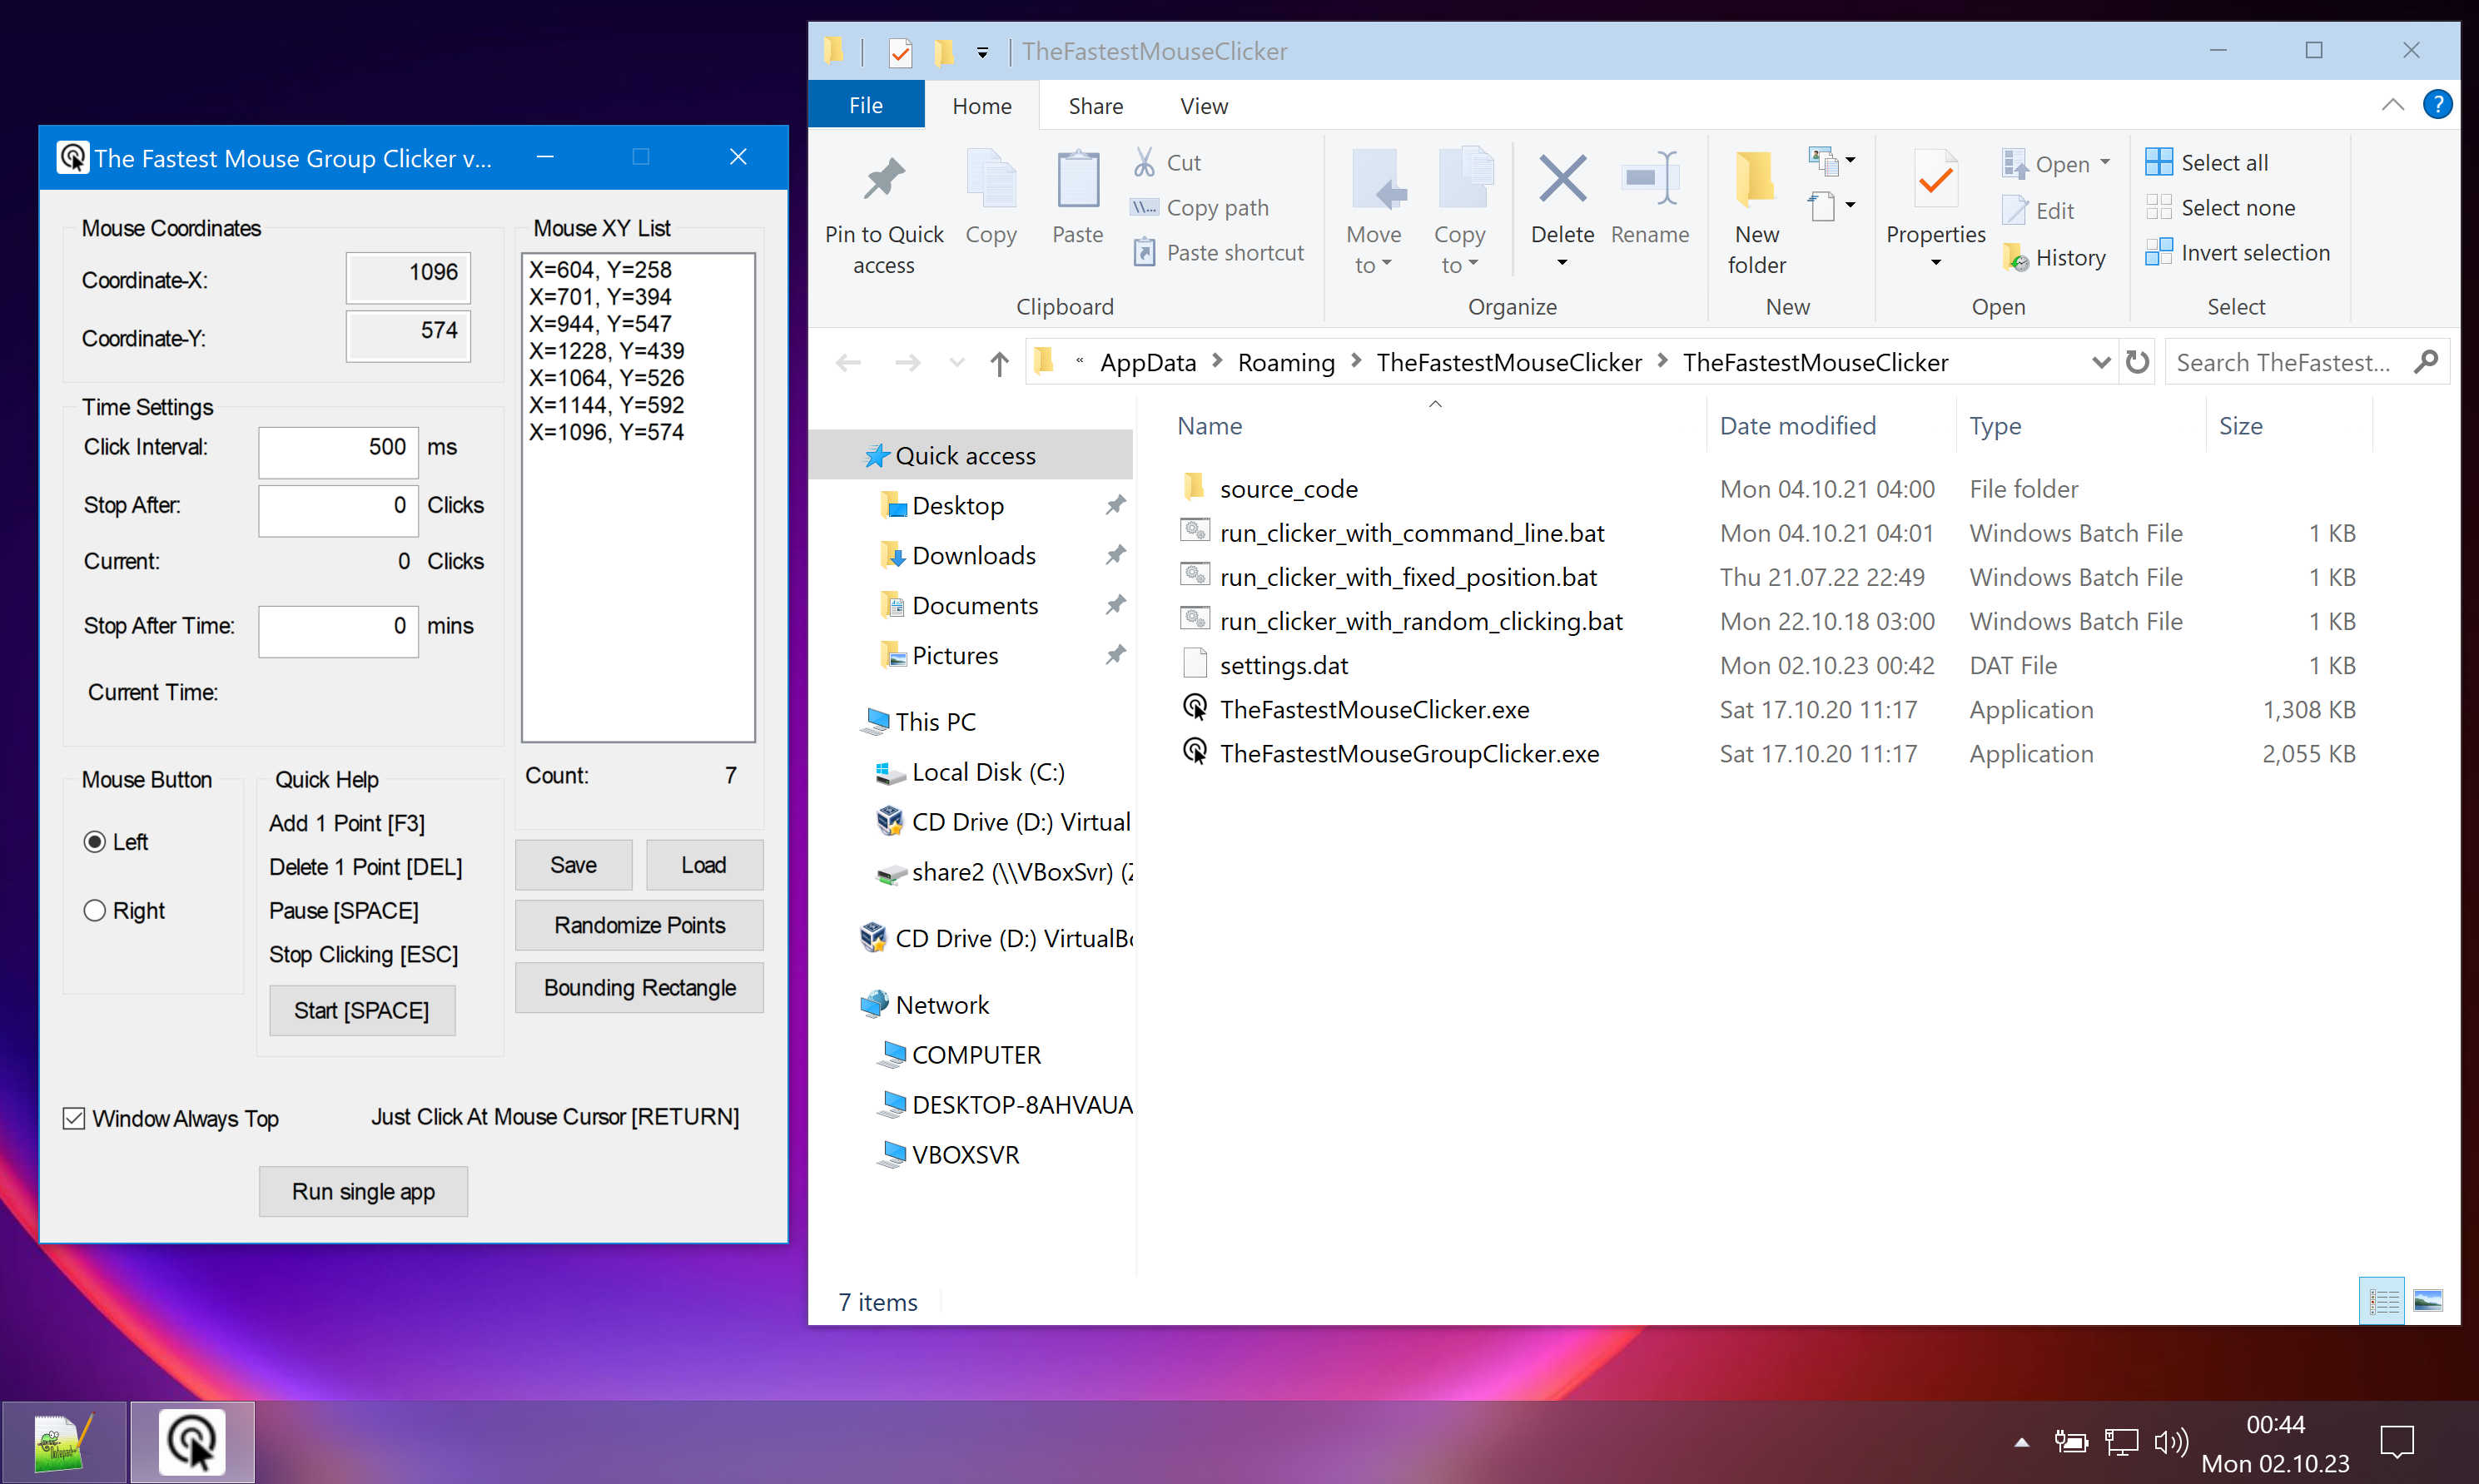 The Fastest Mouse Group Clicker v...
Mouse Coordinates
Coordinate-X: 1096
Coordinate-Y: 574
Time Settings
Click Interval: 500 ms
Stop After: 0 Clicks
Current: 0 Clicks
Stop After Time: 0 mins
Current Time:
Mouse XY List
X=604, Y=258
X=701, Y=394
X=944, Y=547
X=1228, Y=439
X=1064, Y=526
X=1144, Y=592
X=1096, Y=574
Count: 7
Mouse Button
Left
Right
Quick Help
Add 1 Point [F3]
Delete 1 Point [DEL]
Pause [SPACE]
Stop Clicking [ESC]
Start [SPACE]
Save Load
Randomize Points
Bounding Rectangle
Window Always Top
Just Click At Mouse Cursor [RETURN]
Run single app
TheFastestMouseClicker
File Home Share View
?
Pin to Quick
access
Copy
Paste
Cut
\\... Copy path
Paste shortcut
Clipboard
Move
to
Copy
to
Delete
Rename
Organize
New
folder
New
Properties
Open
Edit
History
Open
Select all
Select none
Invert selection
Select
« AppData > Roaming > TheFastestMouseClicker > TheFastestMouseClicker
Search TheFastest...
Quick access
Desktop
Downloads
Documents
Pictures
This PC
Local Disk (C:)
CD Drive (D:) Virtual
share2 (\\VBoxSvr) (Z
CD Drive (D:) VirtualBo
Network
COMPUTER
DESKTOP-8AHVAUA
VBOXSVR
Name Date modified Type Size
source_code Mon 04.10.21 04:00 File folder
run_clicker_with_command_line.bat Mon 04.10.21 04:01 Windows Batch File 1 KB
run_clicker_with_fixed_position.bat Thu 21.07.22 22:49 Windows Batch File 1 KB
run_clicker_with_random_clicking.bat Mon 22.10.18 03:00 Windows Batch File 1 KB
settings.dat Mon 02.10.23 00:42 DAT File 1 KB
TheFastestMouseClicker.exe Sat 17.10.20 11:17 Application 1,308 KB
TheFastestMouseGroupClicker.exe Sat 17.10.20 11:17 Application 2,055 KB
7 items
00:44
Mon 02.10.23